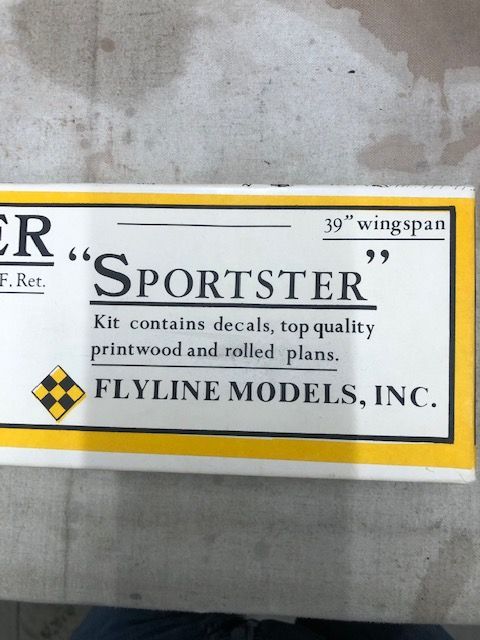 39” wingspan
ER “SPORTSTER”
F. Ret.
Kit contains decals, top quality
printwood and rolled plans.
FLYLINE MODELS, INC.